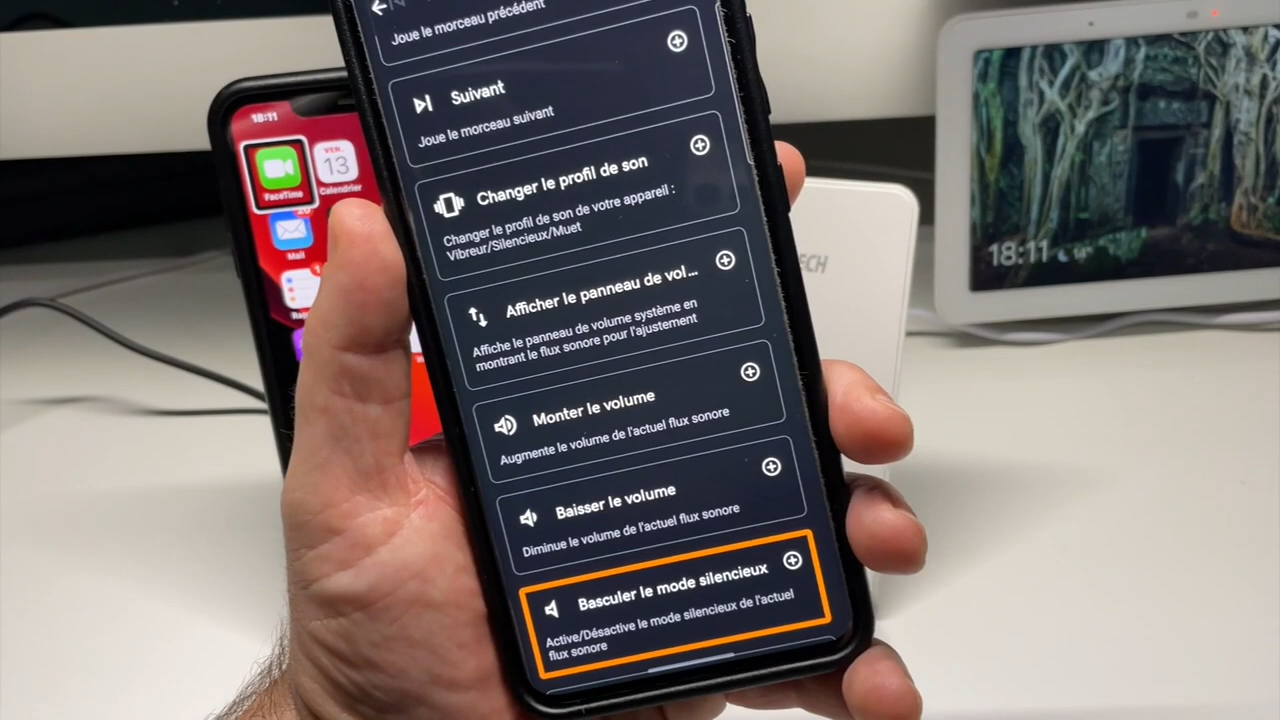 Joue le morceau précédent
Suivant
Joue le morceau suivant
Changer le profil de son
Changer le profil de son de votre appareil :
Vibreur/Silencieux/Muet
Afficher le panneau de vol...
Affiche le panneau de volume système en
montrant le flux sonore pour l'ajustement
Monter le volume
Augmente le volume de l'actuel flux sonore
Baisser le volume
Diminue le volume de l'actuel flux sonore
Basculer le mode silencieux
Active/Désactive le mode silencieux de l'actuel
flux sonore
18:11
FaceTime
VEN.
13
Calendrier
Mail
18:11